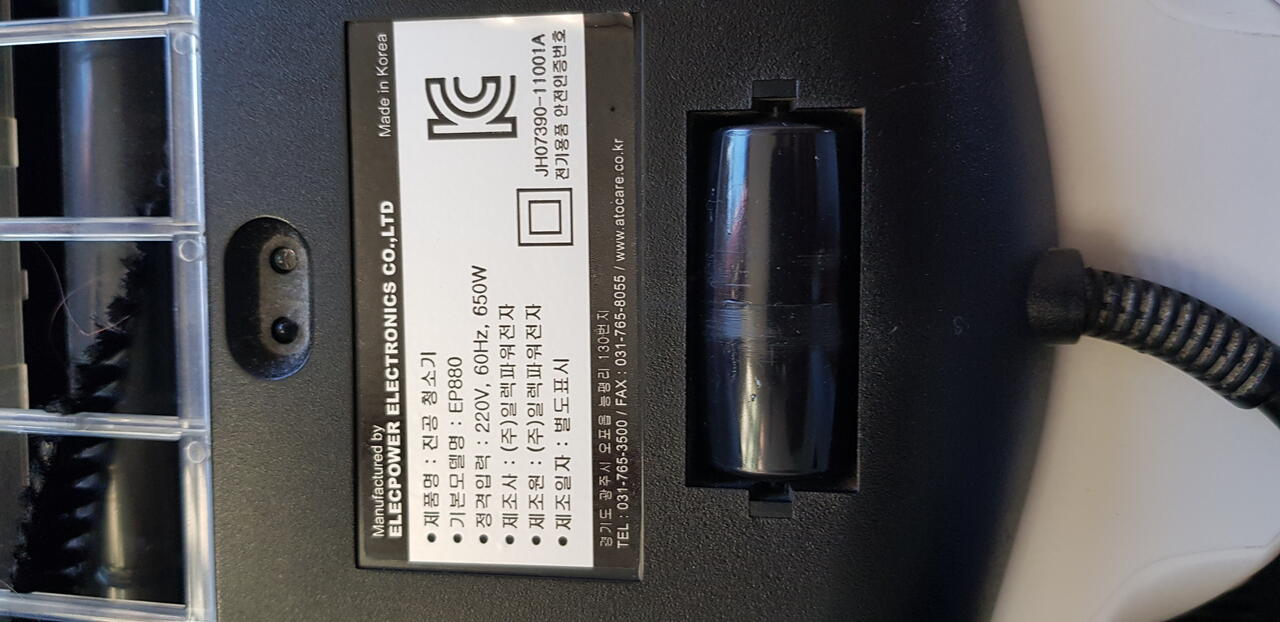 Manufactured by
ELECPOWER ELECTRONICS CO.,LTD
Made in Korea
• 제품명 : 진공 청소기
• 기본모델명 : EP880
• 정격입력 : 220V, 60Hz, 650W
• 제조사 : (주)일렉파워전자
• 제조원 : (주)일렉파워전자
• 제조일자 : 별도표시
JH07390-11001A
전기용품 안전인증번호
경기도 광주시 오포읍 능평리 130번지
TEL : 031-765-3500 / FAX : 031-765-8055 / www.atocare.co.kr